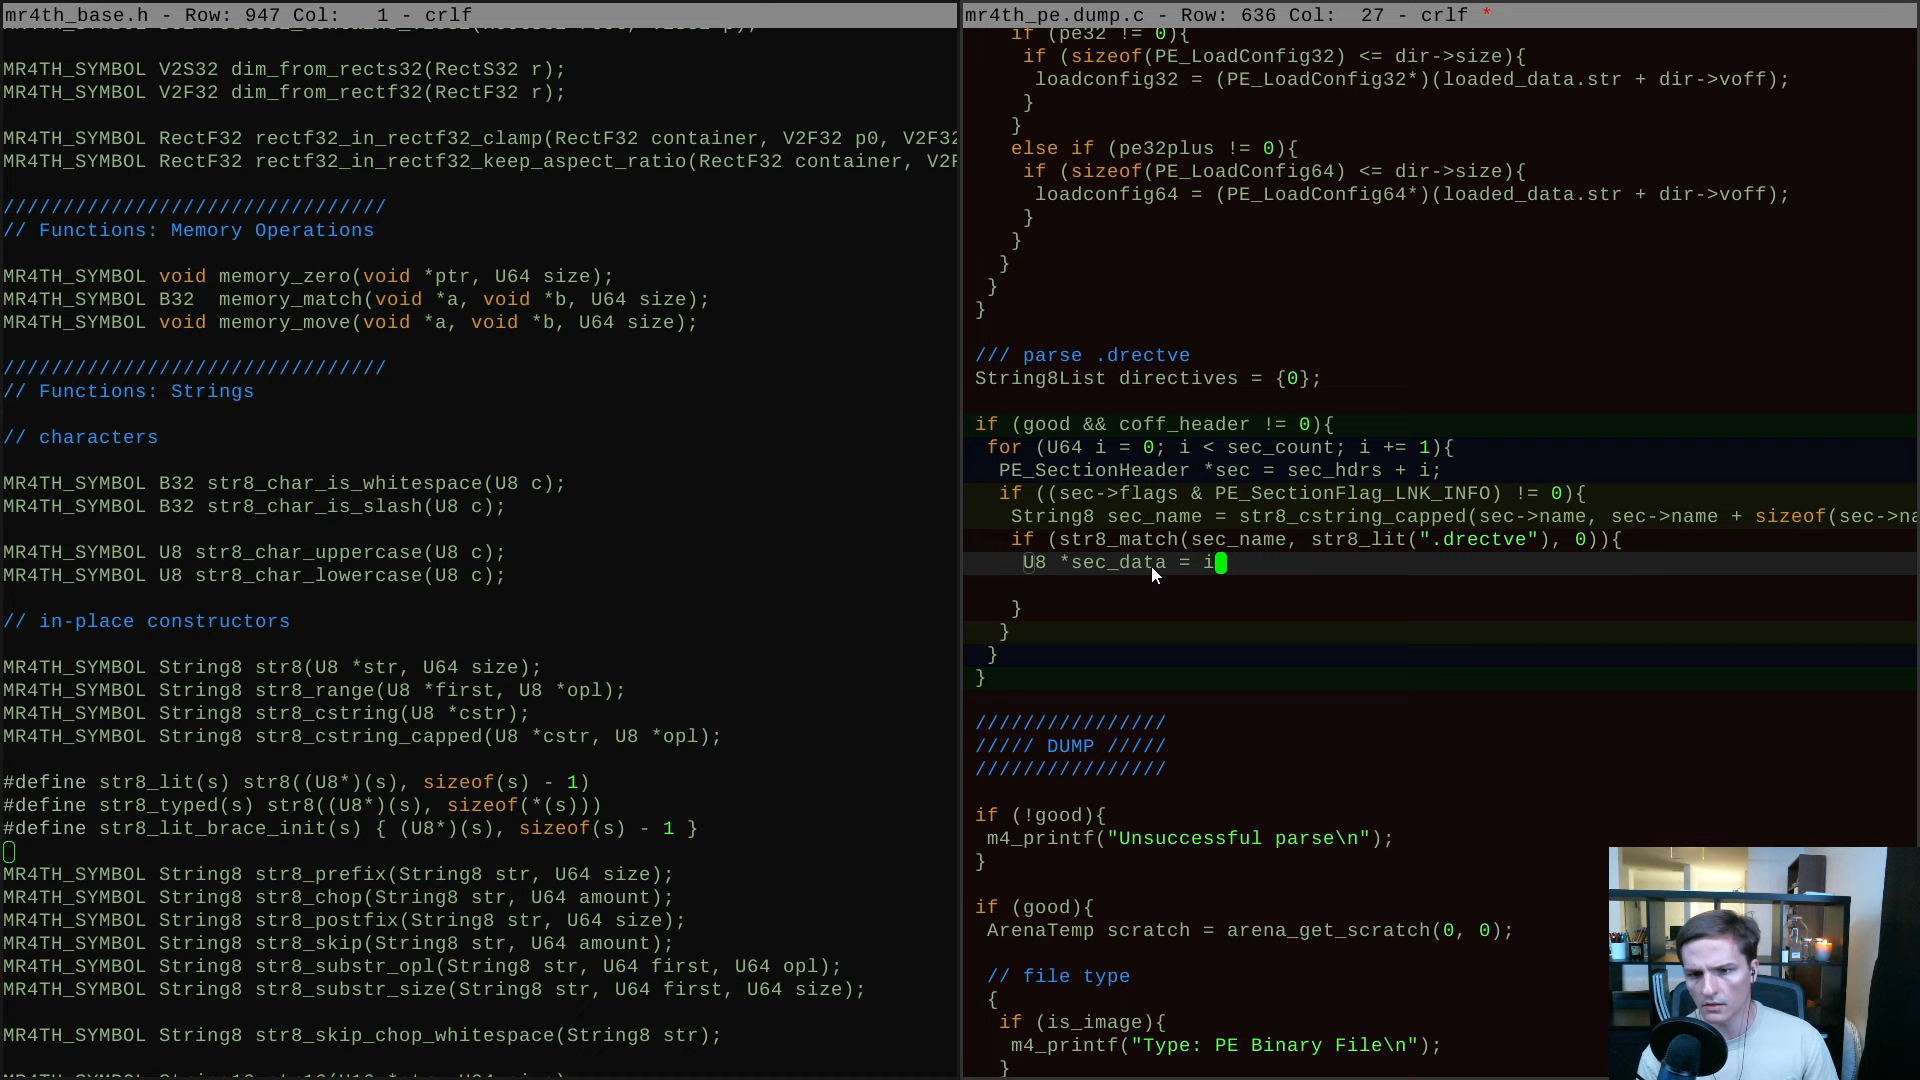 mr4th_base.h - Row: 947 Col:   1 - crlf
MR4TH_SYMBOL V2S32 dim_from_rects32(RectS32 r);
MR4TH_SYMBOL V2F32 dim_from_rectf32(RectF32 r);
MR4TH_SYMBOL RectF32 rectf32_in_rectf32_clamp(RectF32 container, V2F32 p0, V2F32
MR4TH_SYMBOL RectF32 rectf32_in_rectf32_keep_aspect_ratio(RectF32 container, V2F
////////////////////////////////
// Functions: Memory Operations
MR4TH_SYMBOL void memory_zero(void *ptr, U64 size);
MR4TH_SYMBOL B32  memory_match(void *a, void *b, U64 size);
MR4TH_SYMBOL void memory_move(void *a, void *b, U64 size);
////////////////////////////////
// Functions: Strings
// characters
MR4TH_SYMBOL B32 str8_char_is_whitespace(U8 c);
MR4TH_SYMBOL B32 str8_char_is_slash(U8 c);
MR4TH_SYMBOL U8 str8_char_uppercase(U8 c);
MR4TH_SYMBOL U8 str8_char_lowercase(U8 c);
// in-place constructors
MR4TH_SYMBOL String8 str8(U8 *str, U64 size);
MR4TH_SYMBOL String8 str8_range(U8 *first, U8 *opl);
MR4TH_SYMBOL String8 str8_cstring(U8 *cstr);
MR4TH_SYMBOL String8 str8_cstring_capped(U8 *cstr, U8 *opl);
#define str8_lit(s) str8((U8*)(s), sizeof(s) - 1)
#define str8_typed(s) str8((U8*)(s), sizeof(*(s)))
#define str8_lit_brace_init(s) { (U8*)(s), sizeof(s) - 1 }
MR4TH_SYMBOL String8 str8_prefix(String8 str, U64 size);
MR4TH_SYMBOL String8 str8_chop(String8 str, U64 amount);
MR4TH_SYMBOL String8 str8_postfix(String8 str, U64 size);
MR4TH_SYMBOL String8 str8_skip(String8 str, U64 amount);
MR4TH_SYMBOL String8 str8_substr_opl(String8 str, U64 first, U64 opl);
MR4TH_SYMBOL String8 str8_substr_size(String8 str, U64 first, U64 size);
MR4TH_SYMBOL String8 str8_skip_chop_whitespace(String8 str);
mr4th_pe.dump.c - Row: 636 Col:  27 - crlf *
if (pe32 != 0){
if (sizeof(PE_LoadConfig32) <= dir->size){
loadconfig32 = (PE_LoadConfig32*)(loaded_data.str + dir->voff);
}
}
else if (pe32plus != 0){
if (sizeof(PE_LoadConfig64) <= dir->size){
loadconfig64 = (PE_LoadConfig64*)(loaded_data.str + dir->voff);
}
}
}
}
}
/// parse .drectve
String8List directives = {0};
if (good && coff_header != 0){
for (U64 i = 0; i < sec_count; i += 1){
PE_SectionHeader *sec = sec_hdrs + i;
if ((sec->flags & PE_SectionFlag_LNK_INFO) != 0){
String8 sec_name = str8_cstring_capped(sec->name, sec->name + sizeof(sec->na
if (str8_match(sec_name, str8_lit(".drectve"), 0)){
U8 *sec_data = i
}
}
}
}
////////////////
///// DUMP /////
////////////////
if (!good){
m4_printf("Unsuccessful parse\n");
}
if (good){
ArenaTemp scratch = arena_get_scratch(0, 0);
// file type
{
if (is_image){
m4_printf("Type: PE Binary File\n");
}